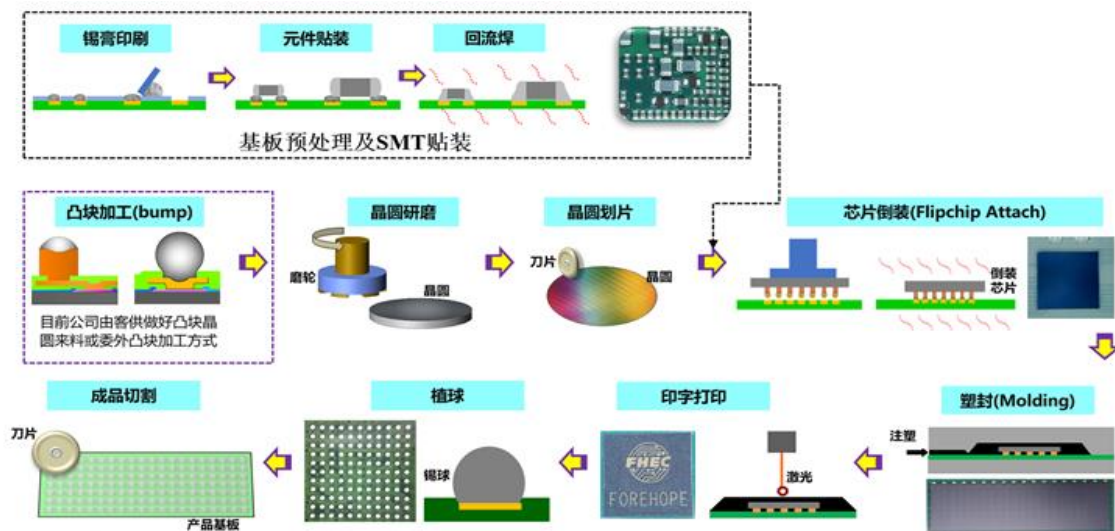 锡膏印刷
元件贴装
回流焊
基板预处理及SMT贴装
凸块加工(bump)
目前公司由客供做好凸块晶
圆来料或委外凸块加工方式
晶圆研磨
磨轮
晶圆
晶圆划片
刀片
晶圆
芯片倒装(Flipchip Attach)
倒装
芯片
成品切割
刀片
产品基板
植球
锡球
印字打印
FHEC
FOREHOPE
激光
塑封(Molding)
注塑